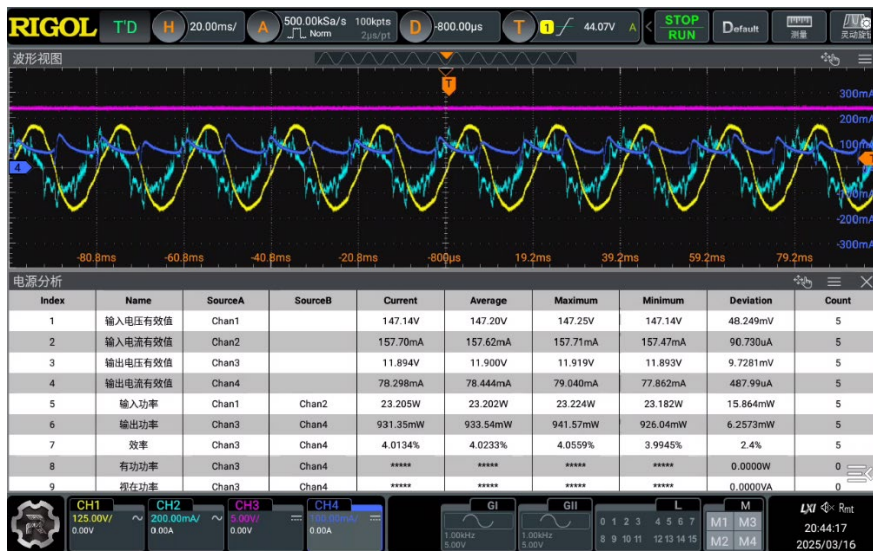 RIGOL T'D H 20.00ms/ A 500.00kSa/s 100kpts D -800.00μs T 1 44.07V A STOP Default 测量 灵动旋钮
Norm 2μs/pt RUN
波形视图
T
300mA
200mA
100mA
4
-200mA
-300mA
-80.8ms -60.8ms -40.8ms -20.8ms -800μs 19.2ms 39.2ms 59.2ms 79.2ms
电源分析
Index Name SourceA SourceB Current Average Maximum Minimum Deviation Count
1 输入电压有效值 Chan1 147.14V 147.20V 147.25V 147.14V 48.249mV 5
2 输入电流有效值 Chan2 157.70mA 157.62mA 157.71mA 157.47mA 90.730uA 5
3 输出电压有效值 Chan3 11.894V 11.900V 11.919V 11.893V 9.7281mV 5
4 输出电流有效值 Chan4 78.298mA 78.444mA 79.040mA 77.862mA 487.99uA 5
5 输入功率 Chan1 Chan2 23.205W 23.202W 23.224W 23.182W 15.864mW 5
6 输出功率 Chan3 Chan4 931.35mW 933.54mW 941.57mW 926.04mW 6.2573mW 5
7 效率 Chan3 Chan4 4.0134% 4.0233% 4.0559% 3.9945% 2.4% 5
8 有功功率 Chan3 Chan4 ***** ***** ***** ***** 0.0000W 0
9 视在功率 Chan3 Chan4 ***** ***** ***** ***** 0.0000VA 0
CH1 CH2 CH3 CH4 GI GII L M
125.00V/ 200.00mA/ 5.00V/ 100.00mA/ 0 1 2 3 4 5 6 7 M1 M3 LXI Rmt
0.00V 0.00A 0.00V 0.00A 1.00kHz 1.00kHz 8 9 10 11 12 13 14 15 M2 M4 20:44:17
5.00V 5.00V 2025/03/16